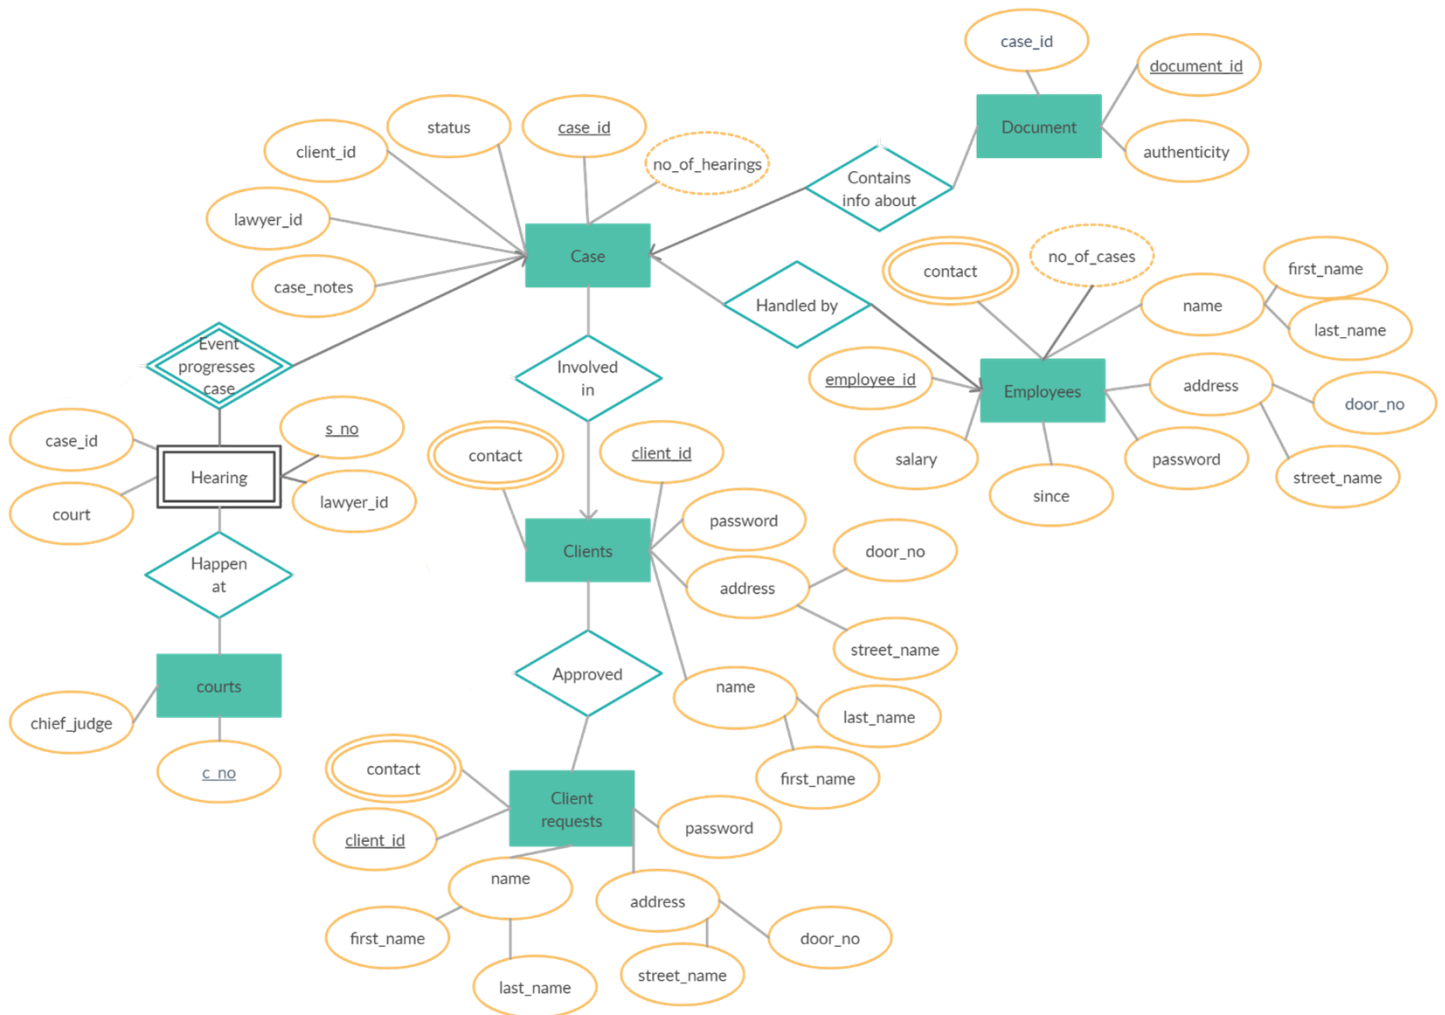 case_id
document_id
Document
authenticity
status
case_id
client_id
no_of_hearings
lawyer_id
Contains
info about
case_notes
Case
contact
no_of_cases
first_name
name
last_name
Handled by
Event
progresses
case
Involved
in
employee_id
Employees
address
door_no
salary
since
password
street_name
case_id
s_no
Hearing
court
lawyer_id
contact
client_id
password
Clients
door_no
address
street_name
Happen
at
courts
chief_judge
c_no
Approved
name
last_name
first_name
contact
Client
requests
client_id
password
name
address
first_name
door_no
last_name
street_name